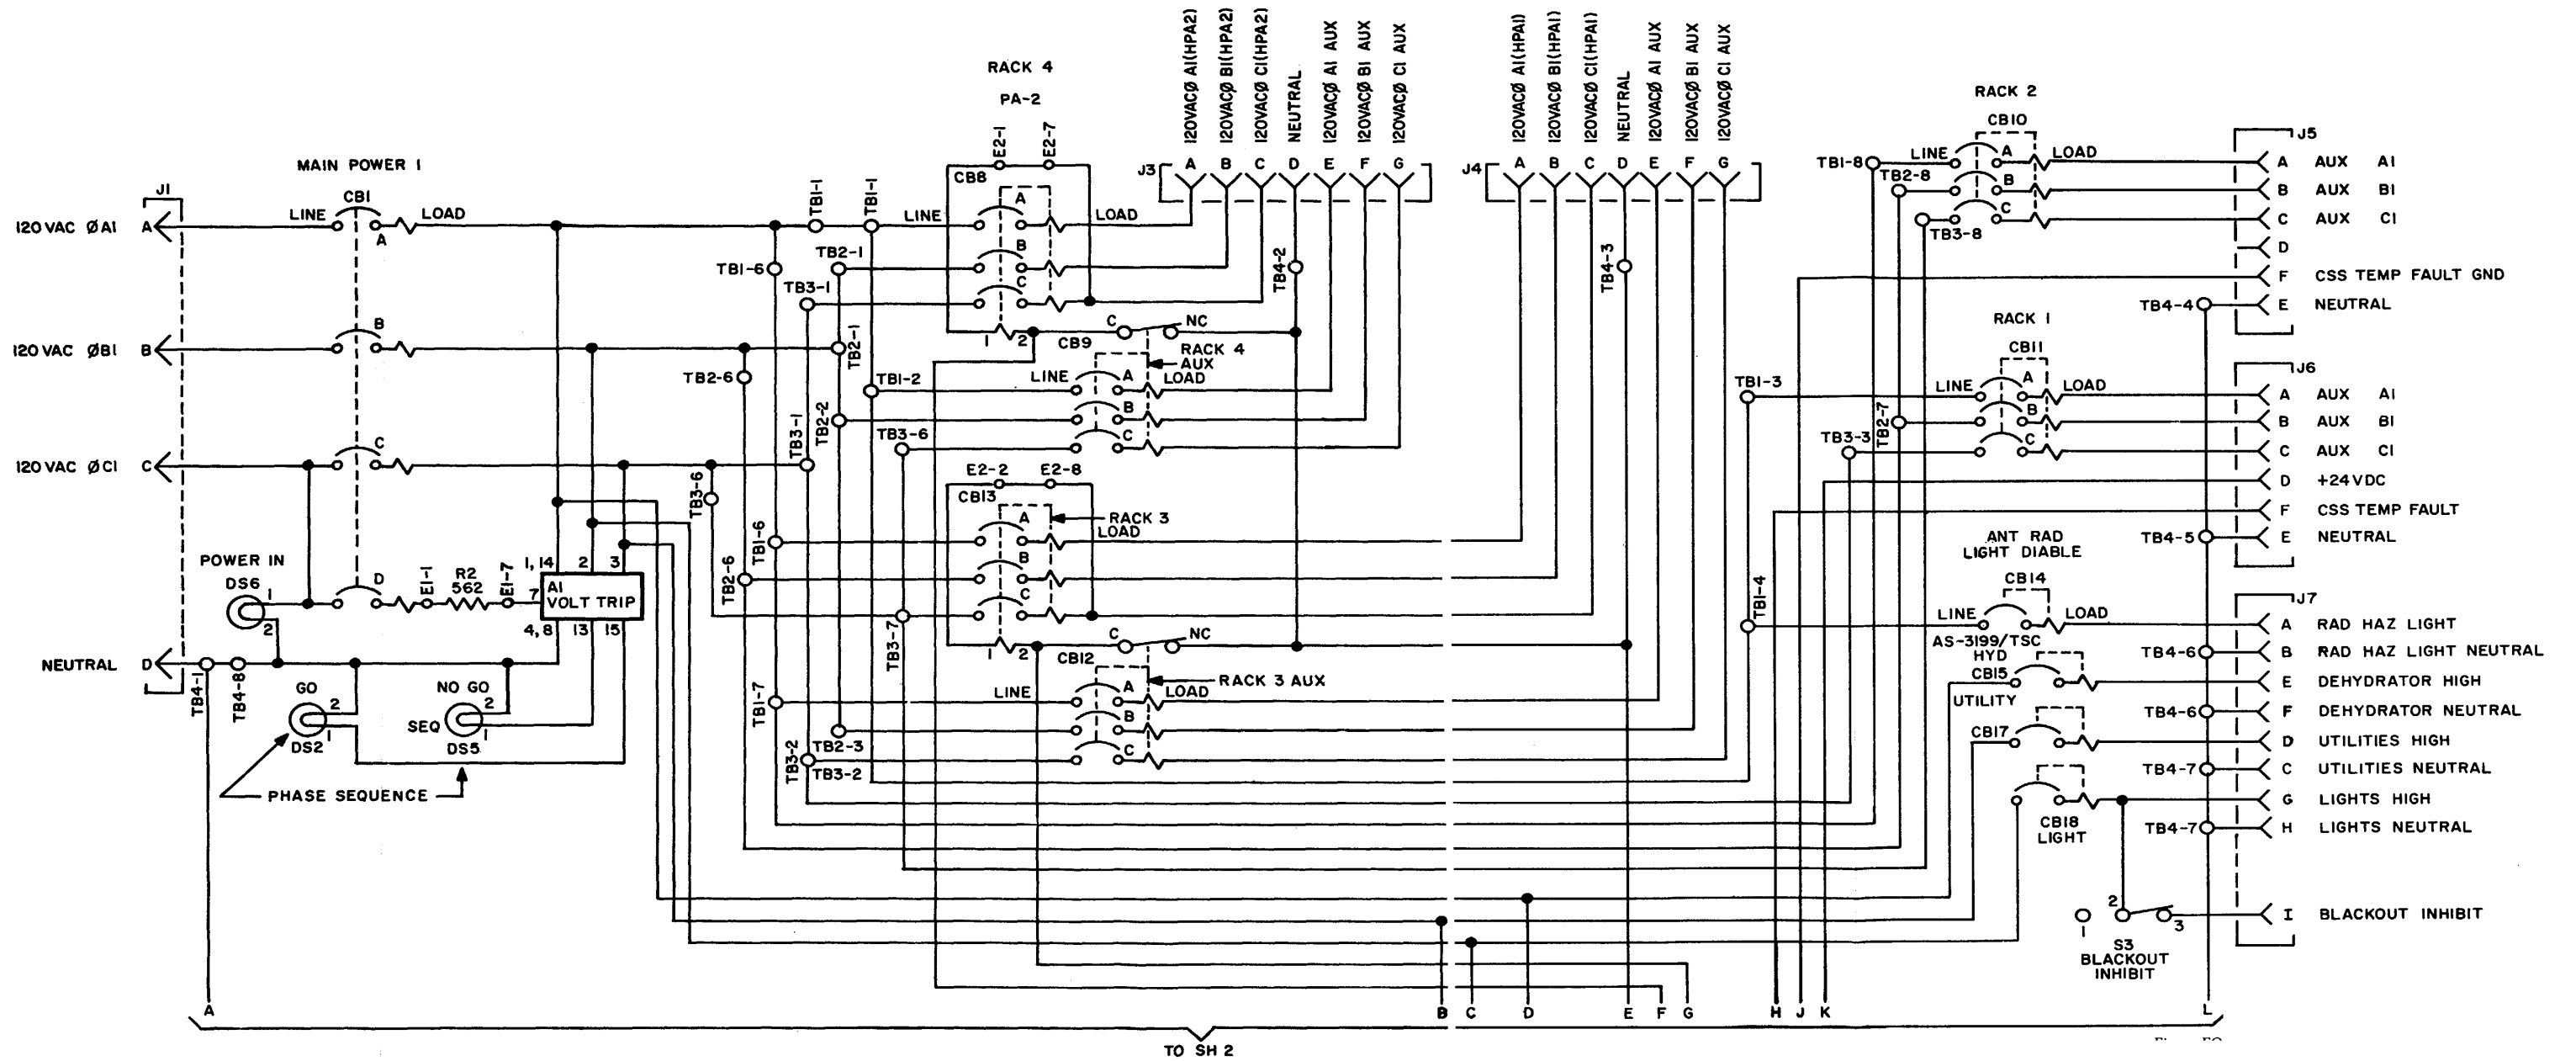 MAIN POWER 1
J1
CB1
120 VAC ØA1
A
LINE
A
LOAD
120 VAC ØB1
B
B
120 VAC ØC1
C
C
POWER IN
DS6
1
2
D
E1-1
R2
562
E1-7
7
1, 14
2
3
A1
VOLT TRIP
4, 8
13
15
NEUTRAL
D
TB4-1
TB4-8
GO
2
1
DS2
NO GO
2
SEQ
1
DS5
PHASE SEQUENCE
A
RACK 4
PA-2
E2-1
E2-7
CB8
TB1-1
TB1-1
LINE
A
LOAD
TB1-6
TB2-1
B
TB3-1
C
TB2-1
1
2
C
NC
CB9
RACK 4
AUX
TB2-6
TB1-2
LINE
A
LOAD
TB2-2
B
TB3-1
TB3-6
C
TB3-6
E2-2
E2-8
CB13
A
RACK 3
LOAD
TB1-6
B
TB2-6
C
TB3-7
1
2
C
NC
CB12
RACK 3 AUX
TB1-7
LINE
A
LOAD
B
TB2-3
C
TB3-2
TB3-2
120VACØ A1(HPA2)
120VACØ B1(HPA2)
120VACØ C1(HPA2)
NEUTRAL
120VACØ A1 AUX
120VACØ B1 AUX
120VACØ C1 AUX
J3
A B C D E F G
TB4-2
120VACØ A1(HPA1)
120VACØ B1(HPA1)
120VACØ C1(HPA1)
NEUTRAL
120VACØ A1 AUX
120VACØ B1 AUX
120VACØ C1 AUX
J4
A B C D E F G
TB4-3
RACK 2
CB10
TB1-8
LINE
A
LOAD
TB2-8
B
C
TB3-8
J5
A AUX A1
B AUX B1
C AUX C1
D
F CSS TEMP FAULT GND
TB4-4
E NEUTRAL
RACK 1
CB11
TB1-3
LINE
A
LOAD
TB2-7
B
TB3-3
C
J6
A AUX A1
B AUX B1
C AUX C1
D +24VDC
F CSS TEMP FAULT
TB4-5
E NEUTRAL
ANT RAD
LIGHT DIABLE
CB14
TB1-4
LINE
LOAD
J7
A RAD HAZ LIGHT
AS-3199/TSC
HYD
TB4-6
B RAD HAZ LIGHT NEUTRAL
CB15
E DEHYDRATOR HIGH
UTILITY
TB4-6
F DEHYDRATOR NEUTRAL
CB17
D UTILITIES HIGH
TB4-7
C UTILITIES NEUTRAL
G LIGHTS HIGH
CB18
LIGHT
TB4-7
H LIGHTS NEUTRAL
2
1
3
I BLACKOUT INHIBIT
S3
BLACKOUT
INHIBIT
B C D E F G H J K L
TO SH 2